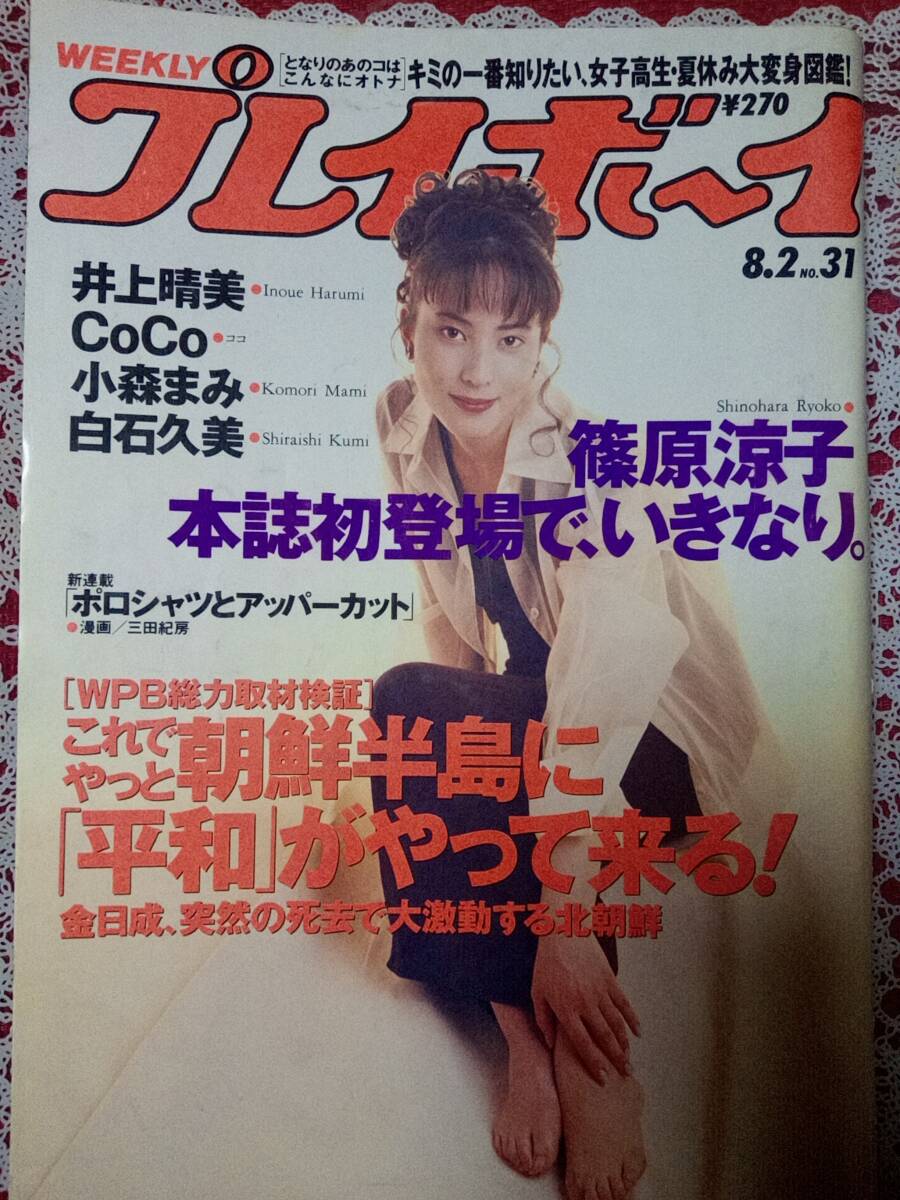 WEEKLY
[となりのあのコは
こんなにオトナ]
キミの一番知りたい、女子高生・夏休み大変身図鑑!
プレイボーイ
¥270
8.2 NO.31
井上晴美●Inoue Harumi
CoCo●ココ
小森まみ●Komori Mami
白石久美●Shiraishi Kumi
Shinohara Ryoko●
篠原涼子
本誌初登場で、いきなり。
新連載
「ポロシャツとアッパーカット」
●漫画/三田紀房
[WPB総力取材検証]
これで
やっと
朝鮮半島に
「平和」がやって来る!
金日成、突然の死去で大激動する北朝鮮